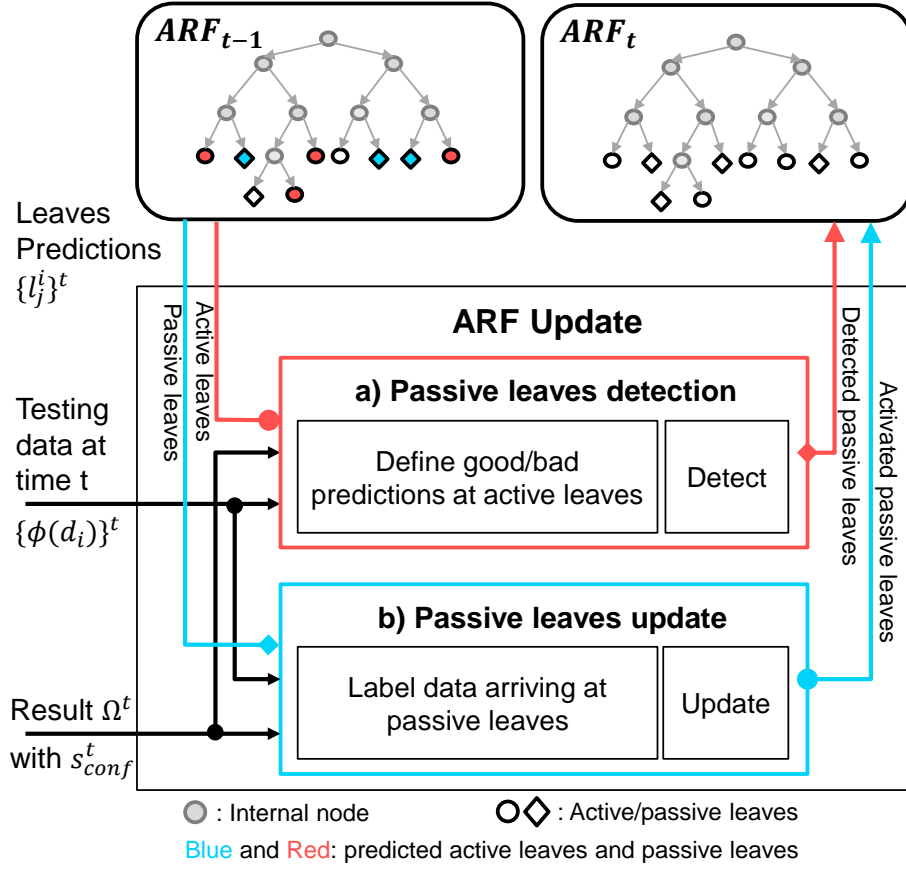 ARF_{t−1}
ARF_t
Leaves
Predictions
{l_j^i}^t
Passive leaves
Active leaves
ARF Update
a) Passive leaves detection
Define good/bad
predictions at active leaves
Detect
Detected passive leaves
Activated passive leaves
Testing
data at
time t
{ϕ(d_i)}^t
b) Passive leaves update
Label data arriving at
passive leaves
Update
Result Ω^t
with s_{conf}^t
: Internal node
: Active/passive leaves
Blue and Red: predicted active leaves and passive leaves